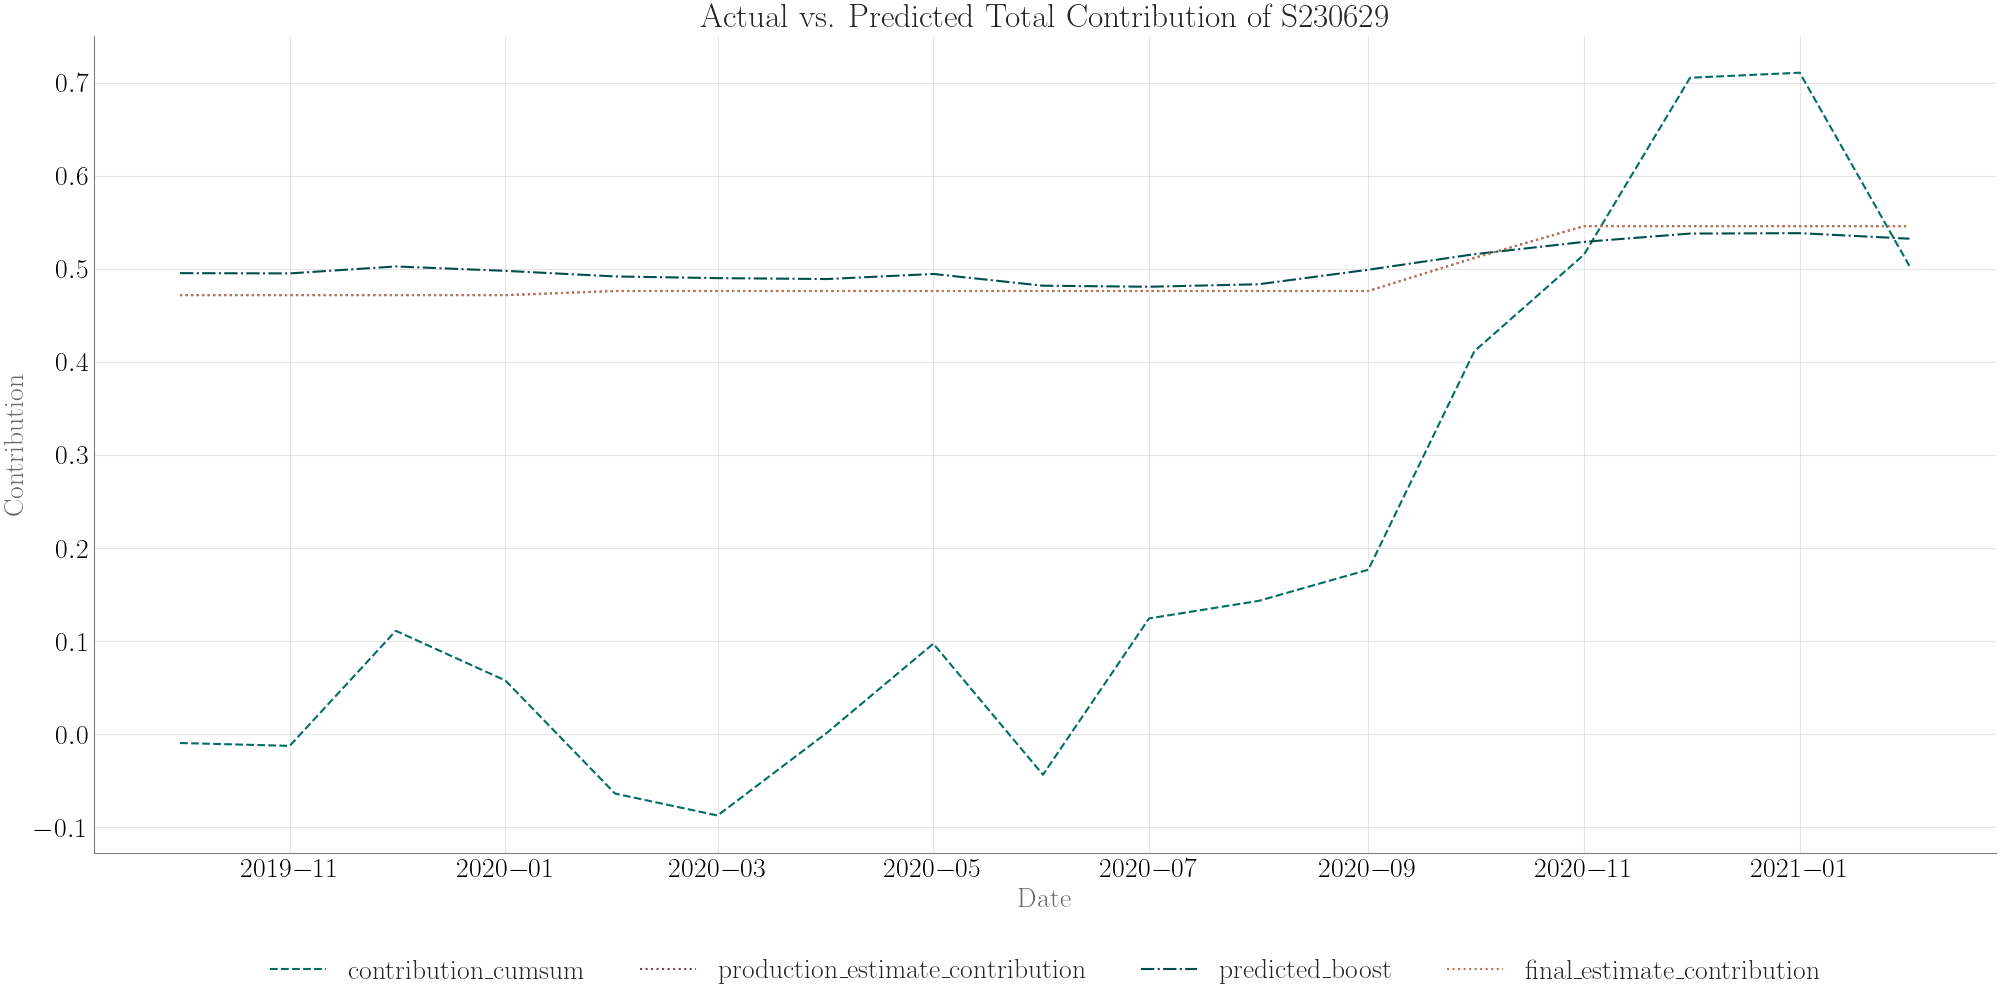 Actual vs. Predicted Total Contribution of S230629
0.7
0.6
0.5
0.4
0.3
0.2
0.1
0.0
−0.1
Contribution
2019−11 2020−01 2020−03 2020−05 2020−07 2020−09 2020−11 2021−01
Date
contribution_cumsum production_estimate_contribution predicted_boost final_estimate_contribution